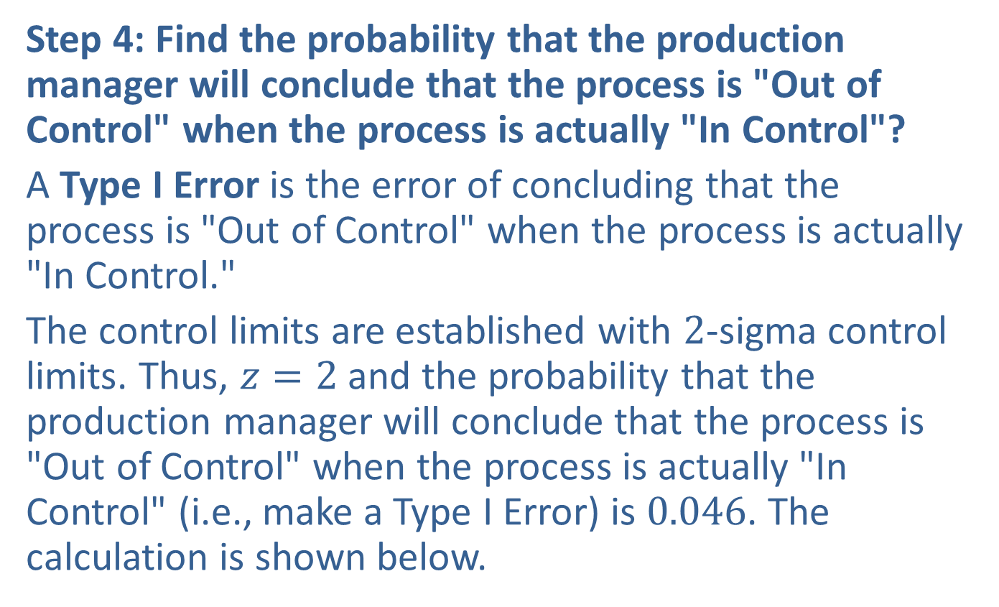 Step 4: Find the probability that the production
manager will conclude that the process is "Out of
Control" when the process is actually "In Control"?
A Type I Error is the error of concluding that the
process is "Out of Control" when the process is actually
"In Control."
The control limits are established with 2-sigma control
limits. Thus, z = 2 and the probability that the
production manager will conclude that the process is
"Out of Control" when the process is actually "In
Control" (i.e., make a Type I Error) is 0.046. The
calculation is shown below.